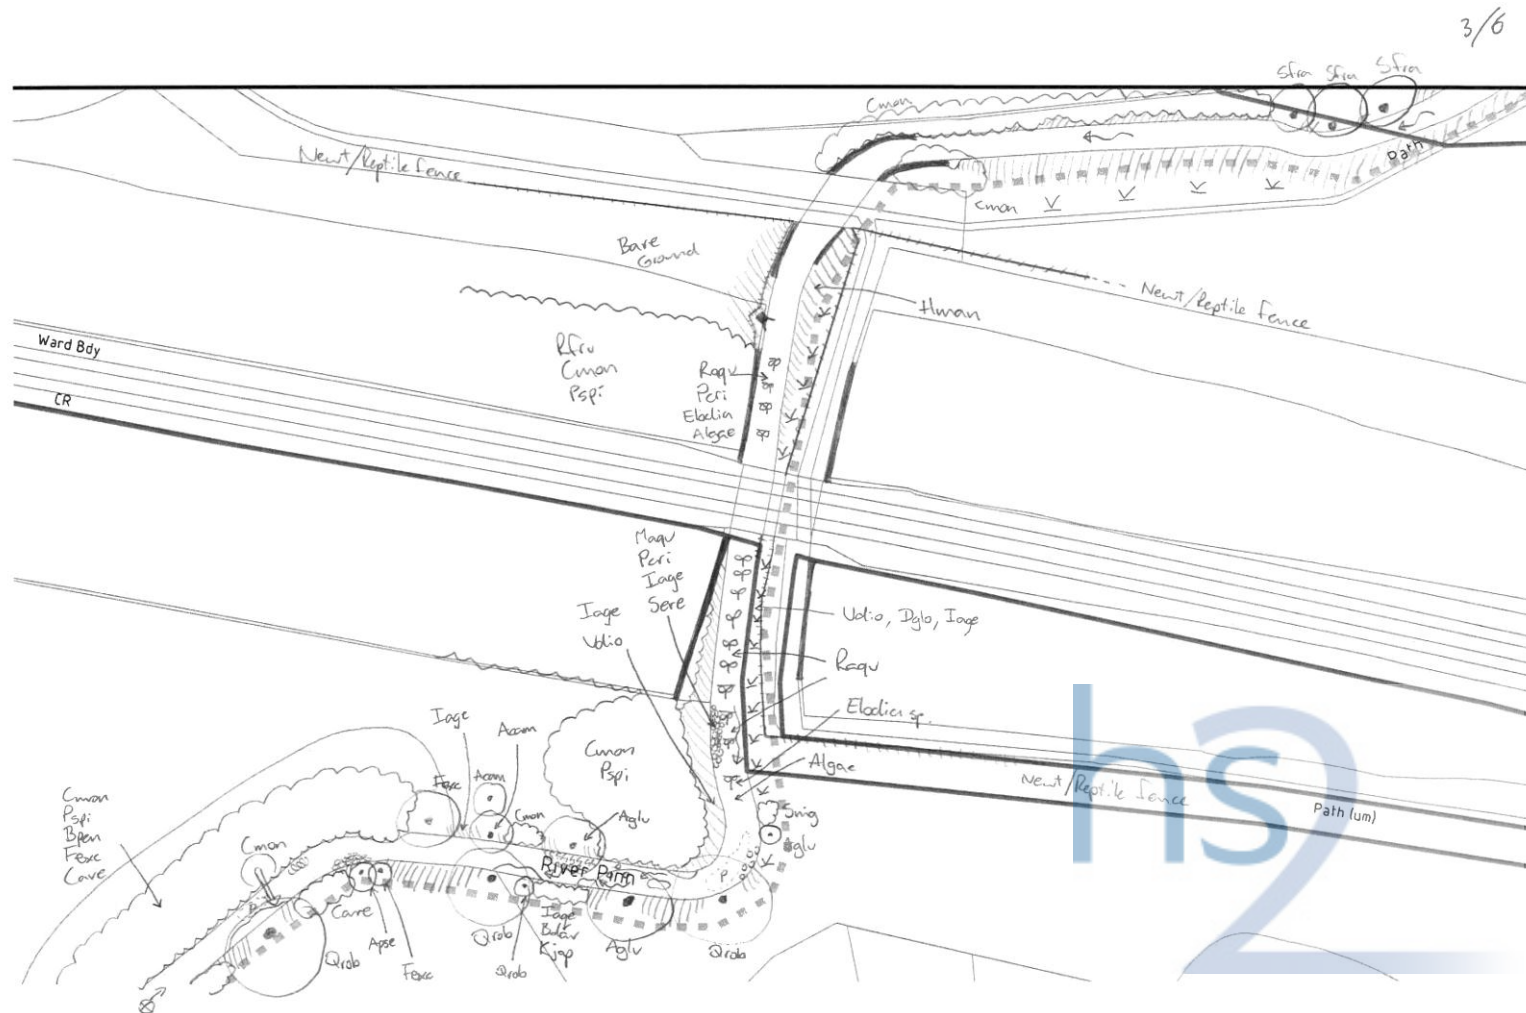 3/6
Sfra
Sfra
Sfra
Cmon
Path
Newt/Reptile Fence
Cmon
Bare
Ground
Newt/Reptile Fence
Hman
Ward Bdy
Rfru
Cmon
Pspi
Raqu
Peri
Elodia
Algae
CR
Maqu
Peri
Iage
Sere
Iage
Udio
Udio, Dglo, Iage
Raqu
Elodia sp.
Algae
Iage
Acam
Cmon
Pspi
Newt/Reptile fence
Path (um)
hs2
Fexc
Acam
Cmon
Aglu
Snig
Aglu
Cmon
Pspi
Bpen
Fexc
Cave
Cmon
River Parm
P
Cave
Apse
Qrob
Fexc
Qrob
Qrob
Iage
Bdav
Kjap
Aglu
Qrob